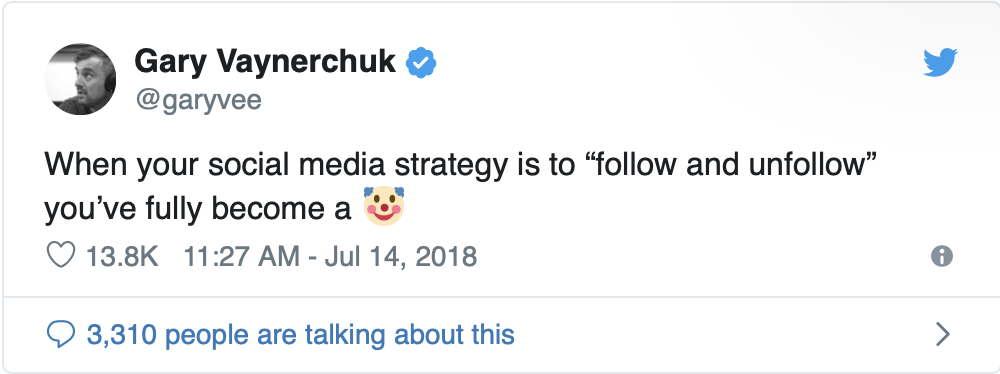 Gary Vaynerchuk
@garyvee
When your social media strategy is to “follow and unfollow”
you’ve fully become a 🤡
13.8K 11:27 AM - Jul 14, 2018
3,310 people are talking about this